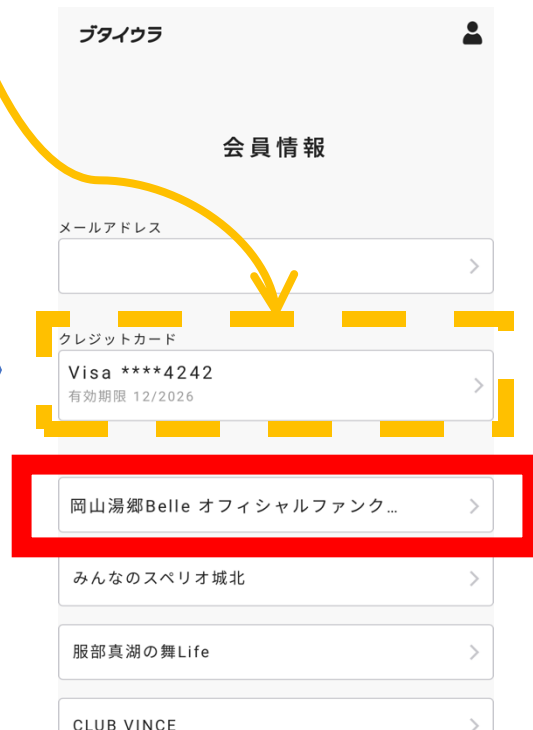 ブタイウラ
会員情報
メールアドレス
クレジットカード
Visa ****4242
有効期限 12/2026
岡山湯郷Belle オフィシャルファンク...
みんなのスペリオ城北
服部真湖の舞Life
CLUB VINCE